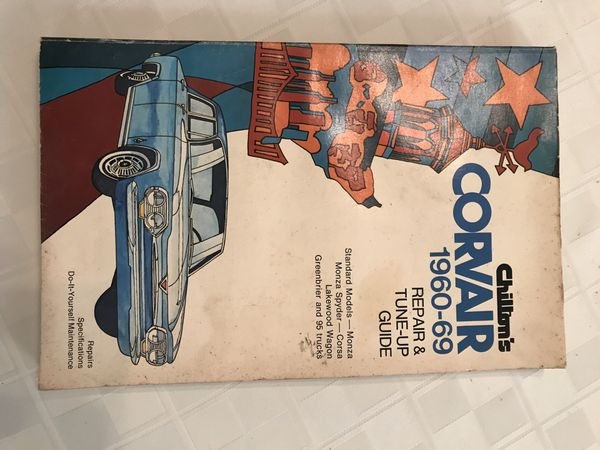 Chilton's
CORVAIR
1960-69
REPAIR &
TUNE-UP
GUIDE
Standard Models—Monza
Monza Spyder—Corsa
Lakewood Wagon
Greenbrier and 95 trucks
Repairs
Specifications
Do-It-Yourself Maintenance